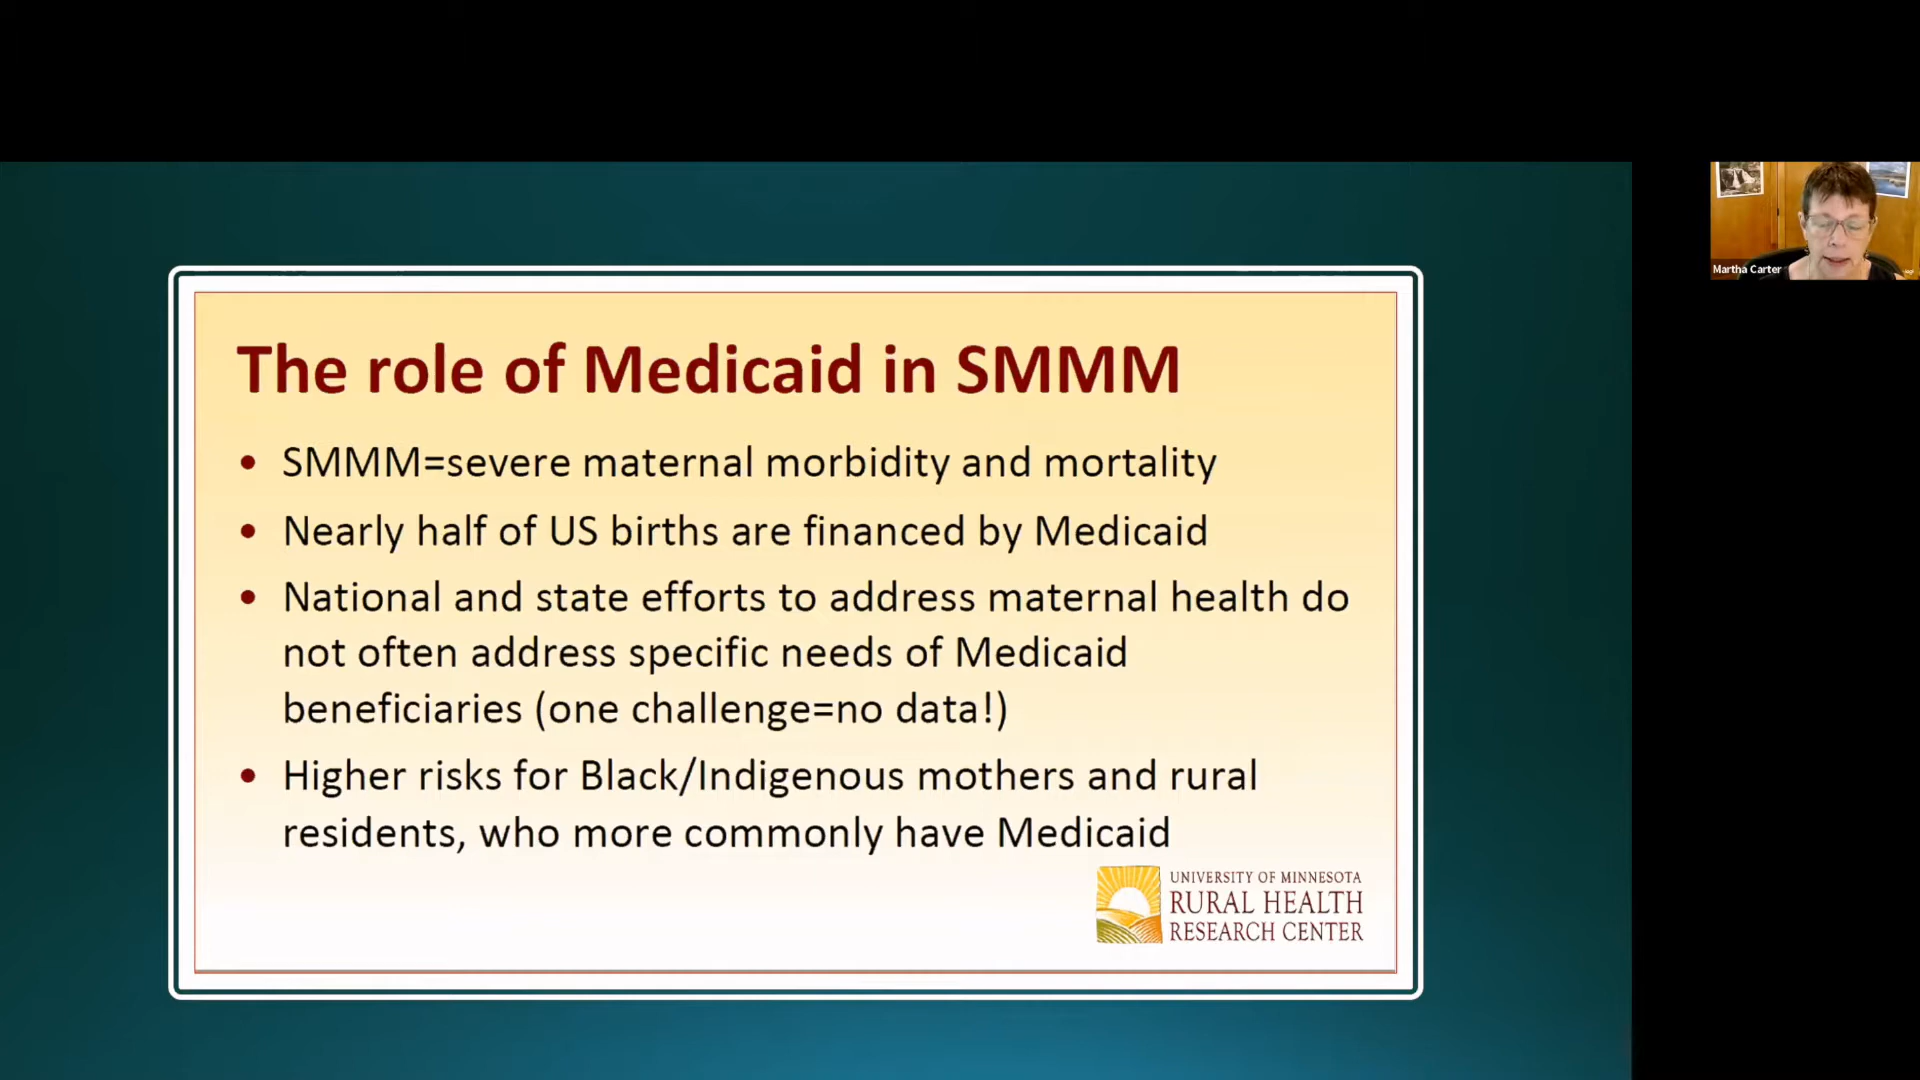 The role of Medicaid in SMMM
• SMMM=severe maternal morbidity and mortality
• Nearly half of US births are financed by Medicaid
• National and state efforts to address maternal health do
not often address specific needs of Medicaid
beneficiaries (one challenge=no data!)
• Higher risks for Black/Indigenous mothers and rural
residents, who more commonly have Medicaid
UNIVERSITY OF MINNESOTA
RURAL HEALTH
RESEARCH CENTER
Martha Carter